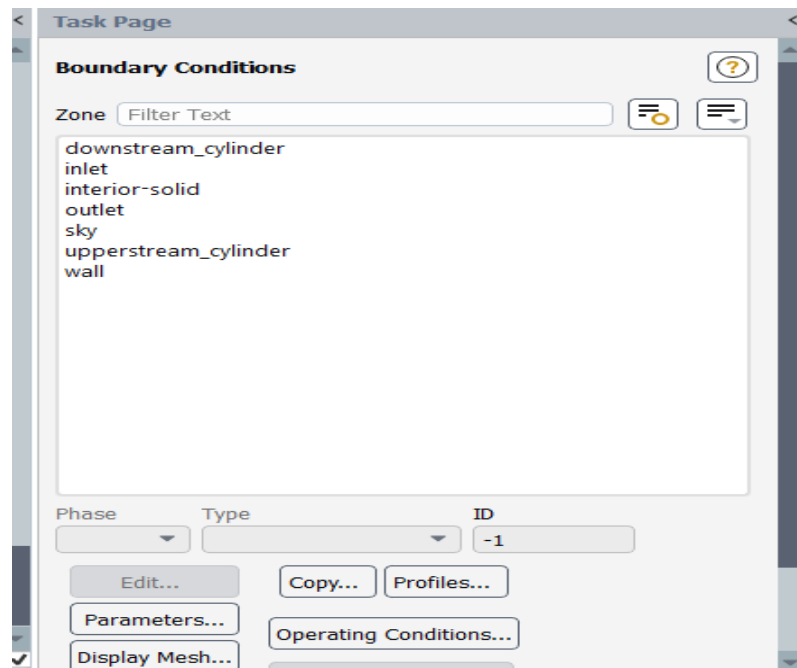 Task Page
Boundary Conditions
Zone Filter Text
downstream_cylinder
inlet
interior-solid
outlet
sky
upperstream_cylinder
wall
Phase Type ID
-1
Edit... Copy... Profiles...
Parameters... Operating Conditions...
Display Mesh...